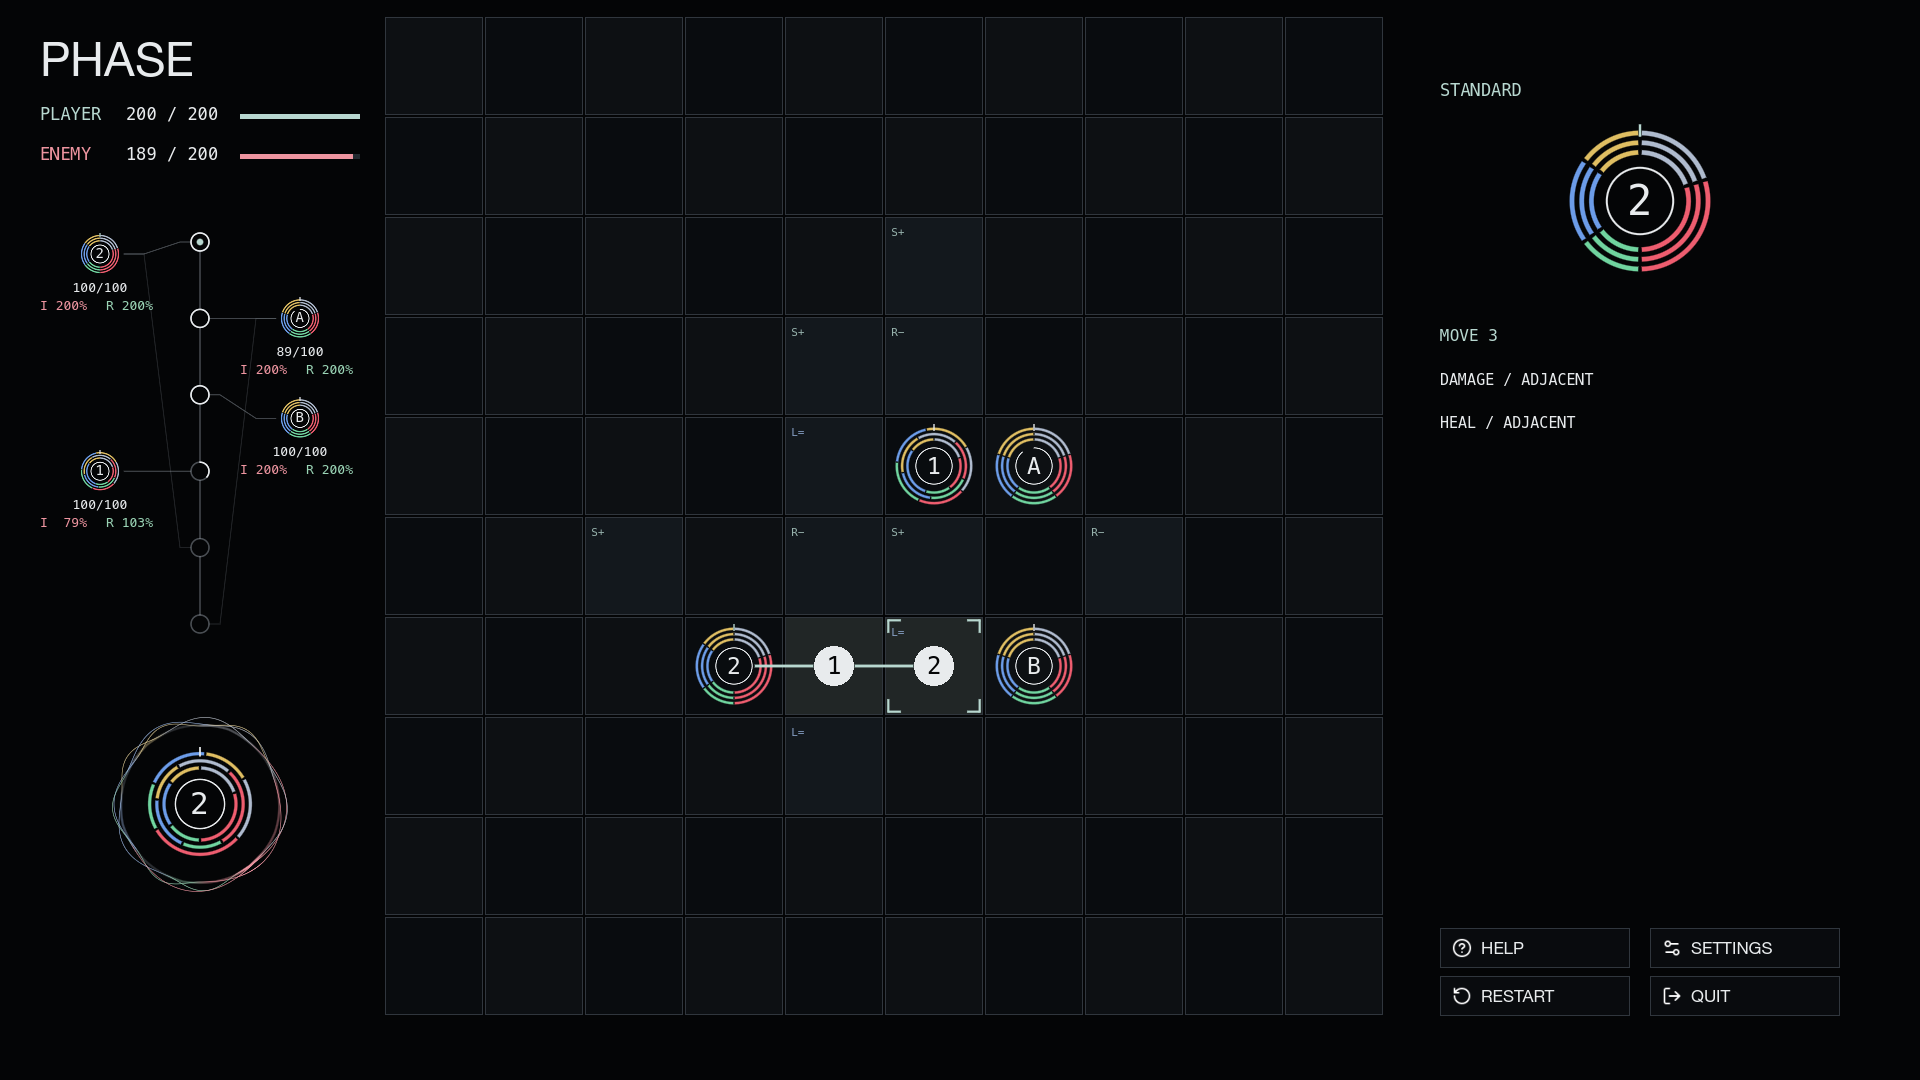 PHASE
PLAYER 200 / 200
ENEMY 189 / 200
2
100/100
I 200% R 200%
A
89/100
I 200% R 200%
B
100/100
I 200% R 200%
1
100/100
I 79% R 103%
2
S+
S+ R−
L= 1 A
S+ R− S+ R−
2 1 L= 2 B
L=
STANDARD
2
MOVE 3
DAMAGE / ADJACENT
HEAL / ADJACENT
HELP
SETTINGS
RESTART
QUIT